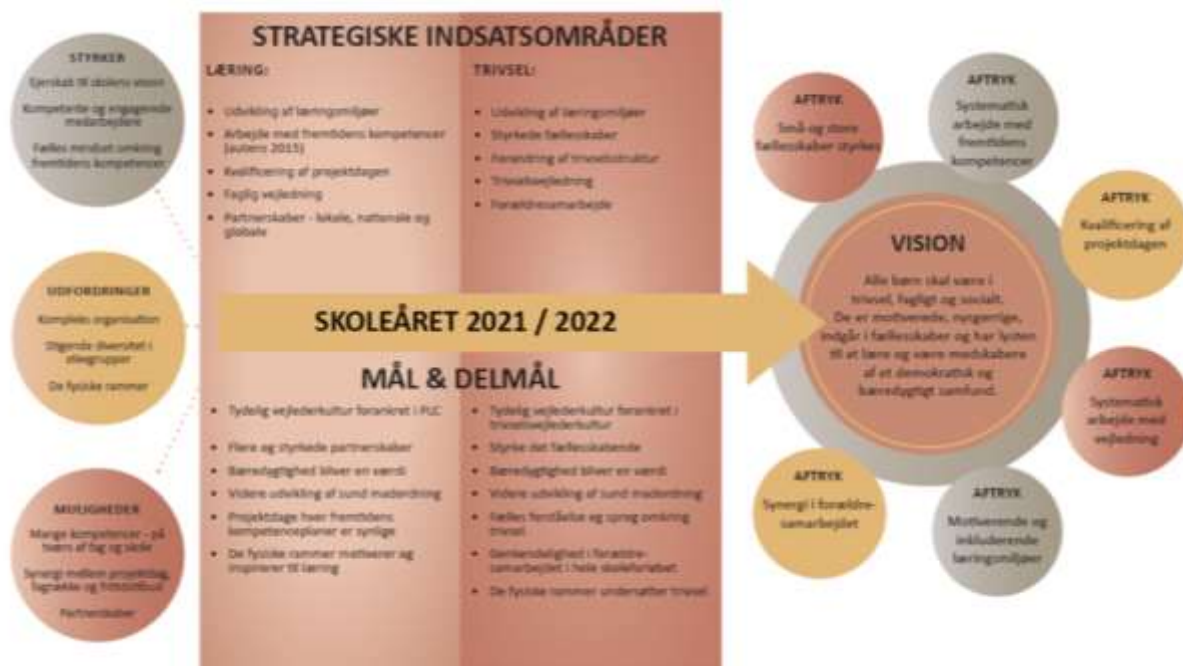 STYRKER
Ejerskab til skolens vision
Kompetente og engagerede
medarbejdere
Fælles mindset omkring
fremtidens kompetencer
UDFORDRINGER
Kompleks organisation
Stigende diversitet i
elevgrupper
De fysiske rammer
MULIGHEDER
Mange kompetencer - på
tværs af fag og skole
Synergi mellem projektdag,
fagrække og fritidstilbud
Partnerskaber
STRATEGISKE INDSATSOMRÅDER
LÆRING:
• Udvikling af læringsmiljøer
• Arbejde med fremtidens kompetencer
2015)
• Kvalificering af projektdagen
• Faglig vejledning
• Partnerskaber - lokale, nationale og
globale
TRIVSEL:
• Udvikling af læringsmiljøer
• Styrkede fællesskaber
• Forandring af trivselsstruktur
• Trivselsvejledning
• Forældresamarbejde
SKOLEÅRET 2021 / 2022
MÅL & DELMÅL
• Tydelig vejlederkultur forankret i PLC
• Flere og styrkede partnerskaber
• Bæredygtighed bliver en værdi
• Videre udvikling af sund madordning
• Projektdage hver fremtidens
kompetenceplaner er synlige
• De fysiske rammer motiverer og
inspirerer til læring
• Tydelig vejlederkultur forankret i
trivselsvejlederkultur
• Styrke det fællesskabende
• Bæredygtighed bliver en værdi
• Videre udvikling af sund madordning
• Fælles forståelse og sprog omkring
trivsel
• Genkendelighed i forældre-
samarbejdet i hele skoleforløbet
• De fysiske rammer understøtter trivsel
AFTRYK
Små og store
fællesskaber styrkes
AFTRYK
Systematisk
arbejde med
fremtidens
kompetencer
AFTRYK
Kvalificering af
projektdagen
VISION
Alle børn skal være i
trivsel, fagligt og socialt.
De er motiverede, nysgerrige,
indgår i fællesskaber og har lysten
til at lære og være medskabere
af et demokratisk og
bæredygtigt samfund.
AFTRYK
Systematisk
arbejde med
vejledning
AFTRYK
Synergi i forældre-
samarbejdet
AFTRYK
Motiverende og
inkluderende
læringsmiljøer